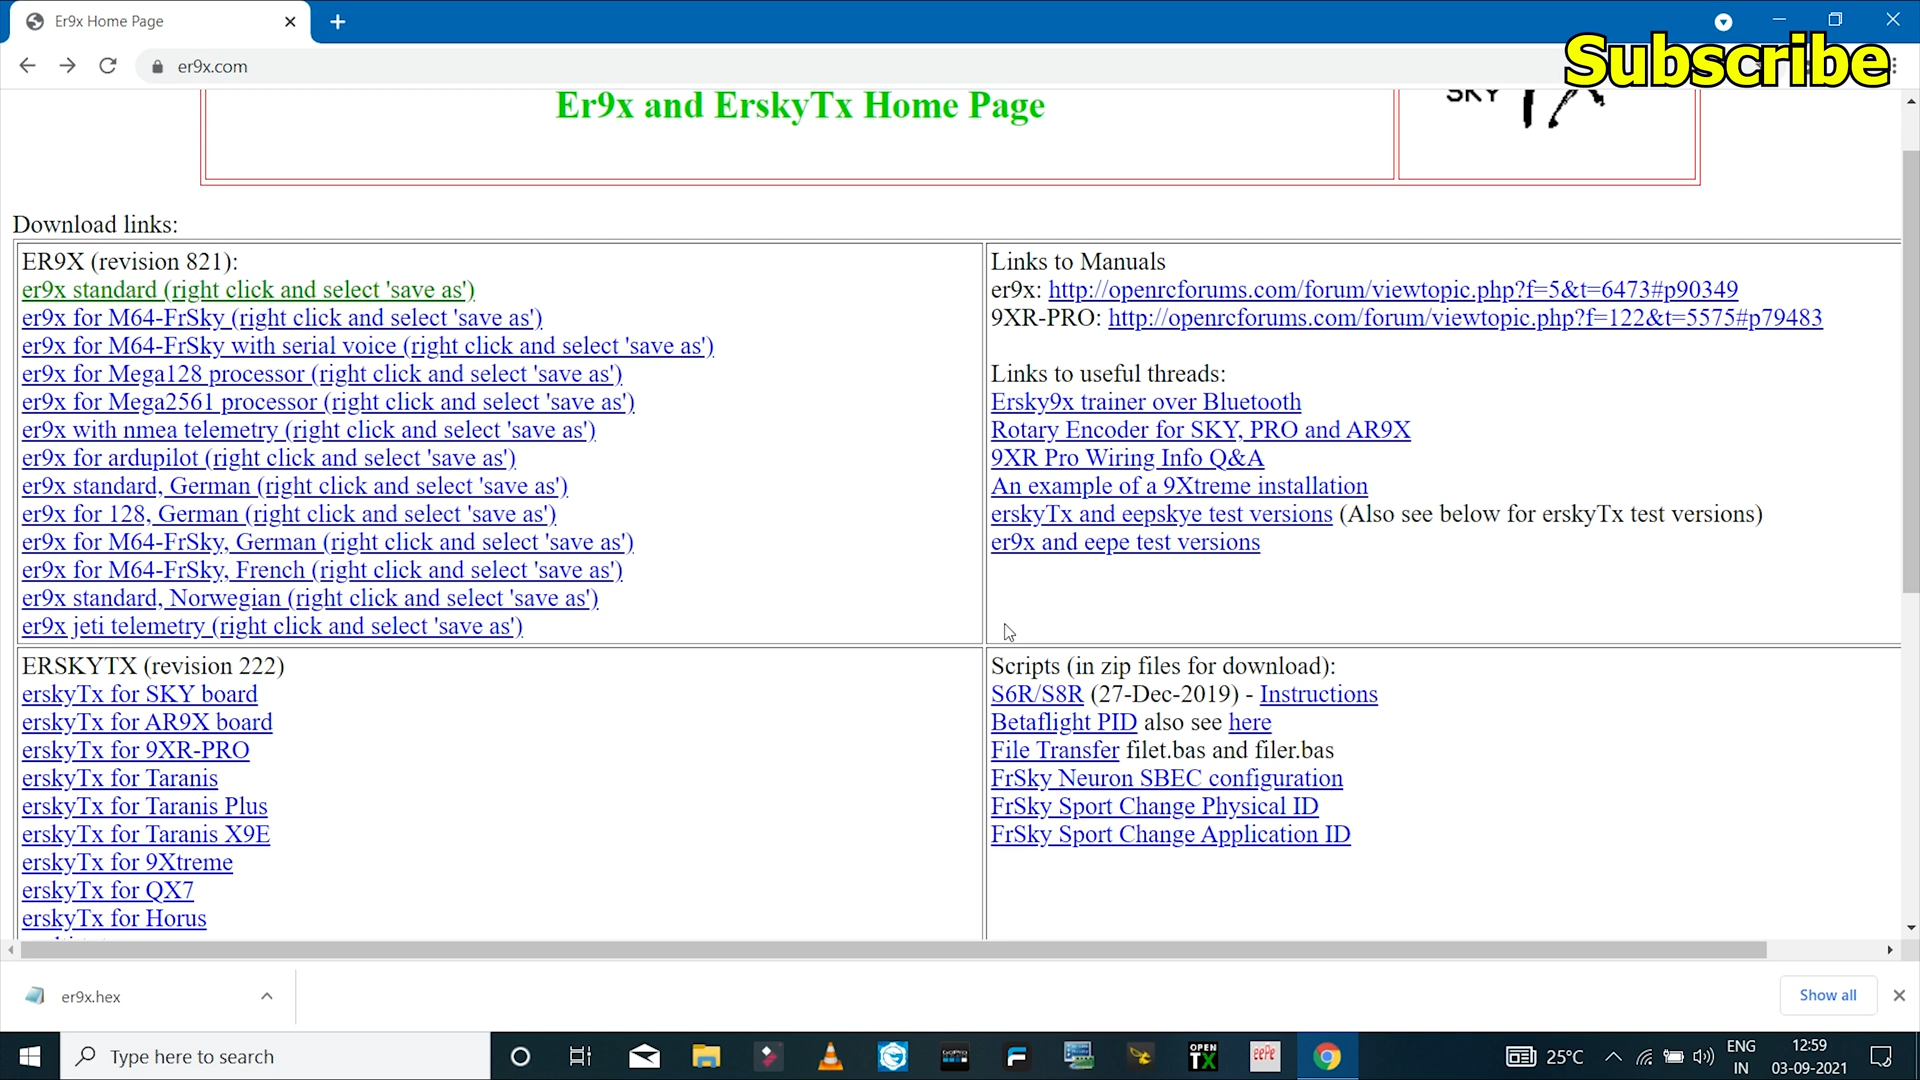 Er9x Home Page
er9x.com
Subscribe
Er9x and ErskyTx Home Page
SKY TX
Download links:
ER9X (revision 821):
er9x standard (right click and select 'save as')
er9x for M64-FrSky (right click and select 'save as')
er9x for M64-FrSky with serial voice (right click and select 'save as')
er9x for Mega128 processor (right click and select 'save as')
er9x for Mega2561 processor (right click and select 'save as')
er9x with nmea telemetry (right click and select 'save as')
er9x for ardupilot (right click and select 'save as')
er9x standard, German (right click and select 'save as')
er9x for 128, German (right click and select 'save as')
er9x for M64-FrSky, German (right click and select 'save as')
er9x for M64-FrSky, French (right click and select 'save as')
er9x standard, Norwegian (right click and select 'save as')
er9x jeti telemetry (right click and select 'save as')
Links to Manuals
er9x: http://openrcforums.com/forum/viewtopic.php?f=5&t=6473#p90349
9XR-PRO: http://openrcforums.com/forum/viewtopic.php?f=122&t=5575#p79483
Links to useful threads:
Ersky9x trainer over Bluetooth
Rotary Encoder for SKY, PRO and AR9X
9XR Pro Wiring Info Q&A
An example of a 9Xtreme installation
erskyTx and eepskye test versions (Also see below for erskyTx test versions)
er9x and eepe test versions
ERSKYTX (revision 222)
erskyTx for SKY board
erskyTx for AR9X board
erskyTx for 9XR-PRO
erskyTx for Taranis
erskyTx for Taranis Plus
erskyTx for Taranis X9E
erskyTx for 9Xtreme
erskyTx for QX7
erskyTx for Horus
Scripts (in zip files for download):
S6R/S8R (27-Dec-2019) - Instructions
Betaflight PID also see here
File Transfer filet.bas and filer.bas
FrSky Neuron SBEC configuration
FrSky Sport Change Physical ID
FrSky Sport Change Application ID
er9x.hex
Show all
Type here to search
GoPro
OPEN TX
eePe
25°C
ENG
IN
12:59
03-09-2021